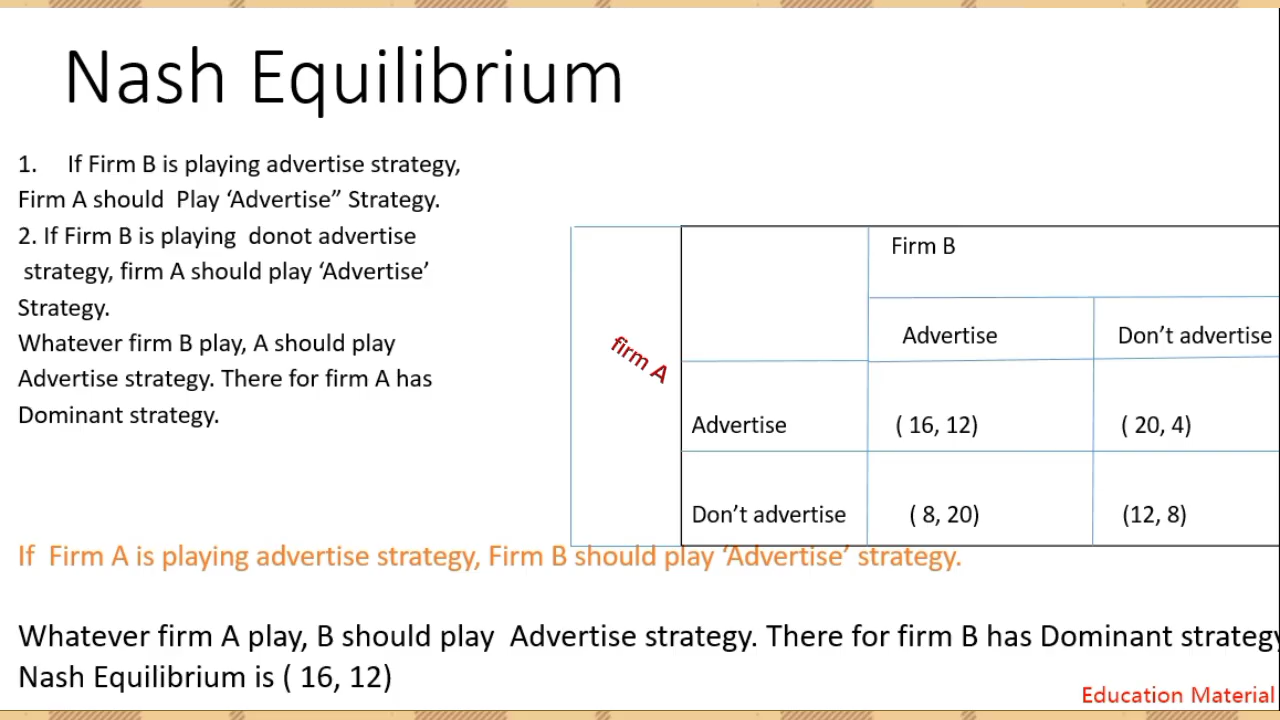 Nash Equilibrium
1. If Firm B is playing advertise strategy,
Firm A should Play ‘Advertise” Strategy.
2. If Firm B is playing donot advertise
strategy, firm A should play ‘Advertise’
Strategy.
Whatever firm B play, A should play
Advertise strategy. There for firm A has
Dominant strategy.
Firm B
firm A
Advertise Don’t advertise
Advertise ( 16, 12) ( 20, 4)
Don’t advertise ( 8, 20) (12, 8)
If Firm A is playing advertise strategy, Firm B should play ‘Advertise’ strategy.
Whatever firm A play, B should play Advertise strategy. There for firm B has Dominant strategy
Nash Equilibrium is ( 16, 12)
Education Material